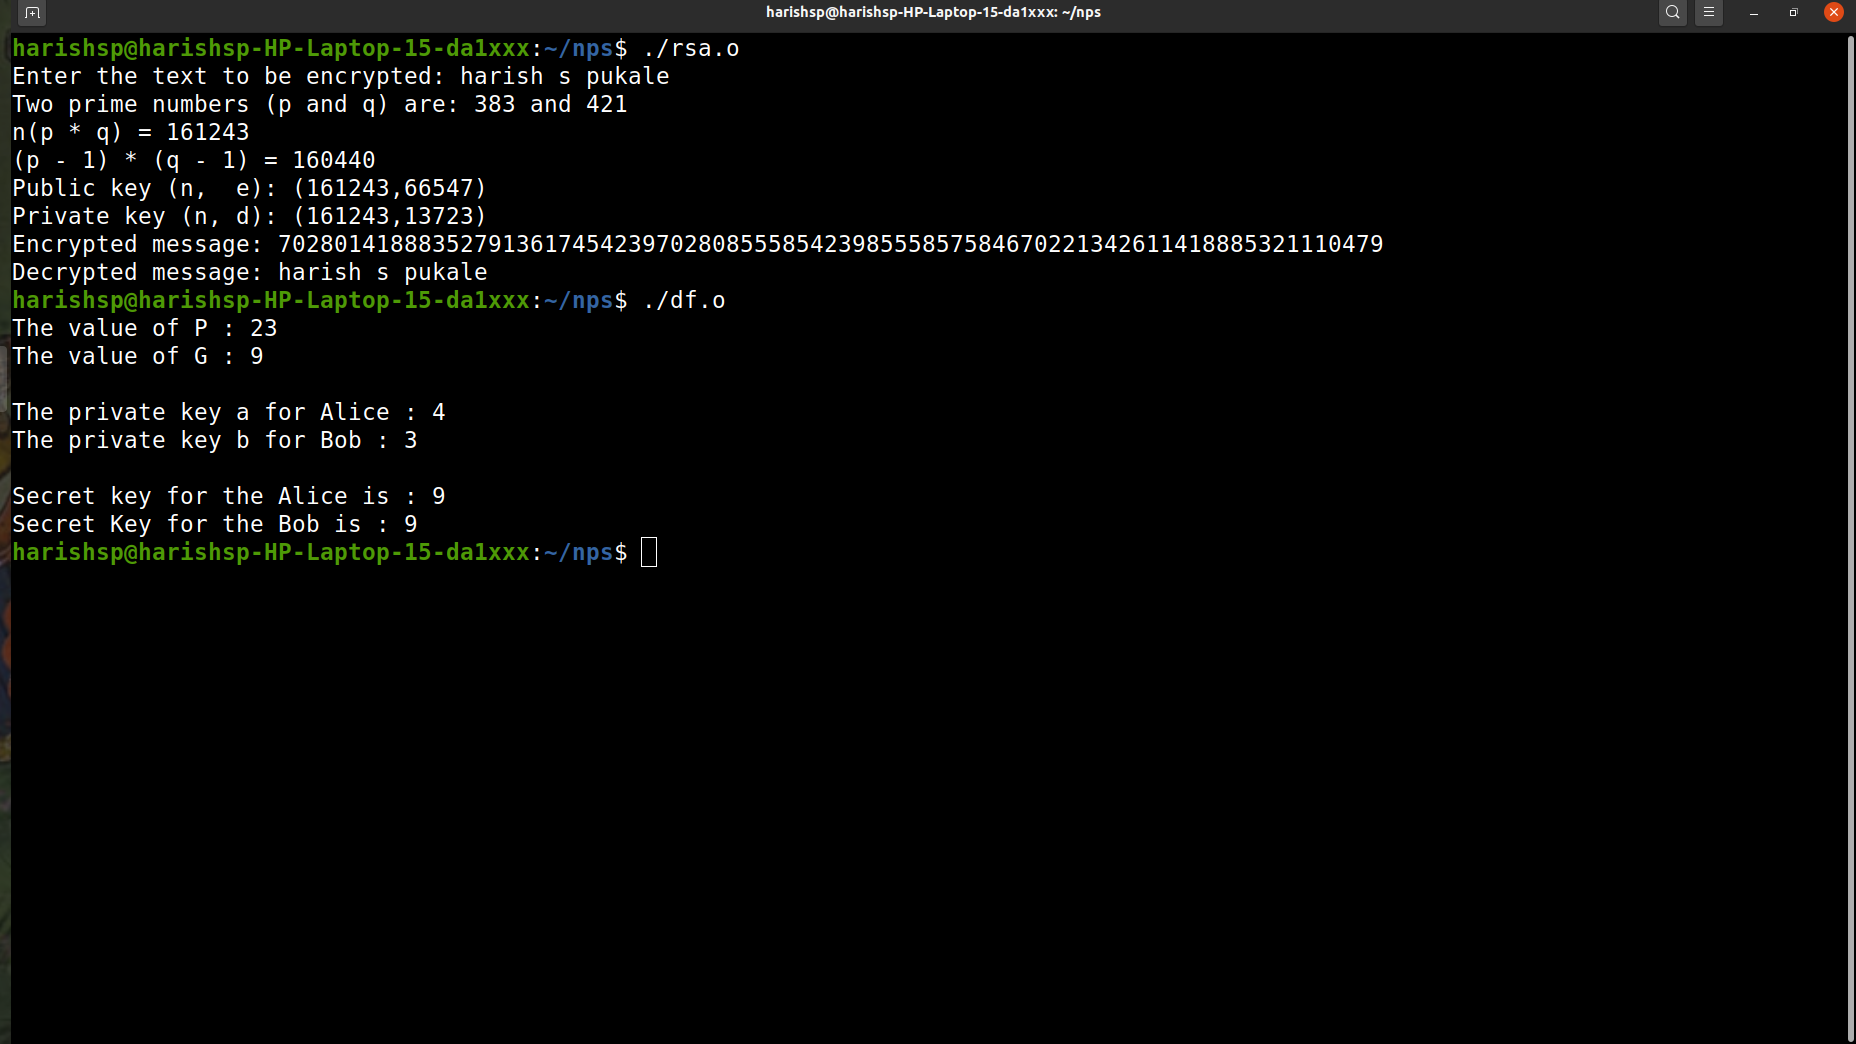 harishsp@harishsp-HP-Laptop-15-da1xxx: ~/nps
harishsp@harishsp-HP-Laptop-15-da1xxx:~/nps$ ./rsa.o
Enter the text to be encrypted: harish s pukale
Two prime numbers (p and q) are: 383 and 421
n(p * q) = 161243
(p - 1) * (q - 1) = 160440
Public key (n,  e): (161243,66547)
Private key (n, d): (161243,13723)
Encrypted message: 7028014188835279136174542397028085558542398555857584670221342611418885321110479
Decrypted message: harish s pukale
harishsp@harishsp-HP-Laptop-15-da1xxx:~/nps$ ./df.o
The value of P : 23
The value of G : 9
The private key a for Alice : 4
The private key b for Bob : 3
Secret key for the Alice is : 9
Secret Key for the Bob is : 9
harishsp@harishsp-HP-Laptop-15-da1xxx:~/nps$